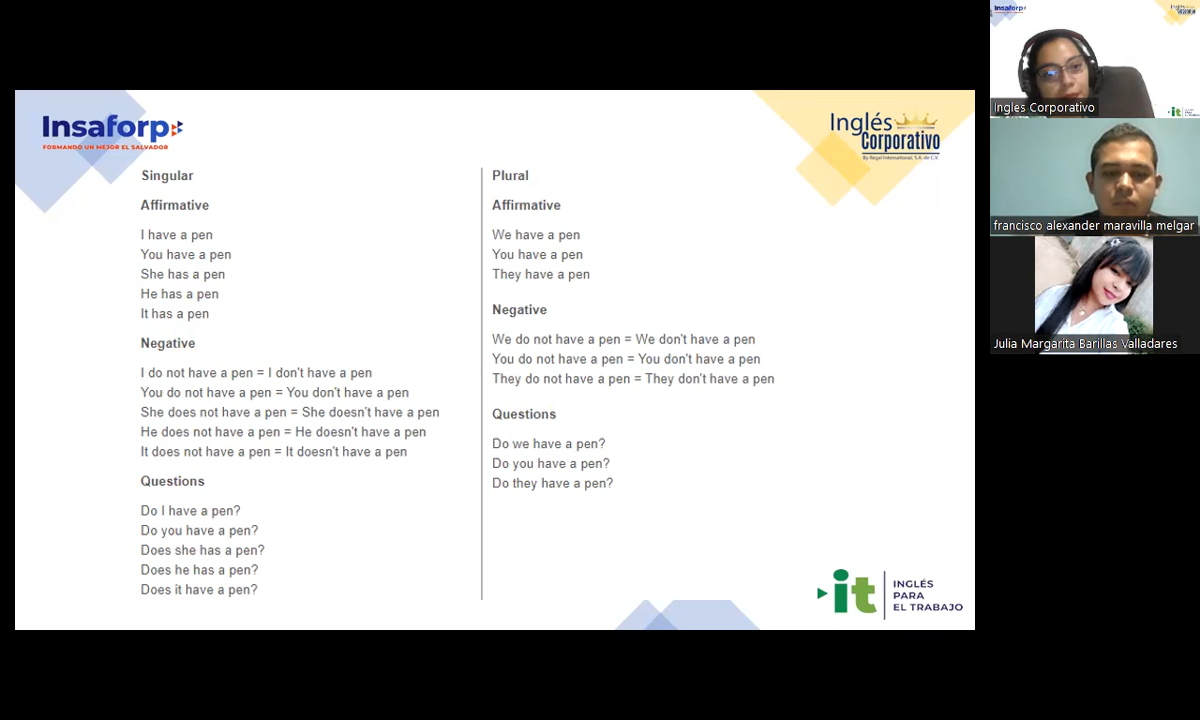 Insaforp
FORMANDO UN MEJOR EL SALVADOR
Inglés
Corporativo
By Regal International, S.A. de C.V.
Singular
Affirmative
I have a pen
You have a pen
She has a pen
He has a pen
It has a pen
Negative
I do not have a pen = I don't have a pen
You do not have a pen = You don't have a pen
She does not have a pen = She doesn't have a pen
He does not have a pen = He doesn't have a pen
It does not have a pen = It doesn't have a pen
Questions
Do I have a pen?
Do you have a pen?
Does she has a pen?
Does he has a pen?
Does it have a pen?
Plural
Affirmative
We have a pen
You have a pen
They have a pen
Negative
We do not have a pen = We don't have a pen
You do not have a pen = You don't have a pen
They do not have a pen = They don't have a pen
Questions
Do we have a pen?
Do you have a pen?
Do they have a pen?
it
INGLÉS
PARA
EL TRABAJO
Insaforp
Inglés
Ingles Corporativo
it
francisco alexander maravilla melgar
Julia Margarita Barillas Valladares